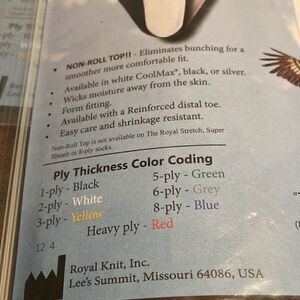 • NON-ROLL TOP!! - Eliminates bunching for a
smoother more comfortable fit.
• Available in white CoolMax®, black, or silver.
• Wicks moisture away from the skin.
• Form fitting.
• Available with a Reinforced distal toe.
• Easy care and shrinkage resistant.
Non-Roll Top is not available on The Royal Stretch, Super
Sheath or 8-ply socks.
Ply Thickness Color Coding
1-ply - Black
2-ply - White
3-ply - Yellow
5-ply - Green
6-ply - Grey
8-ply - Blue
Heavy ply - Red
12.4
Royal Knit, Inc.
Lee's Summit, Missouri 64086, USA